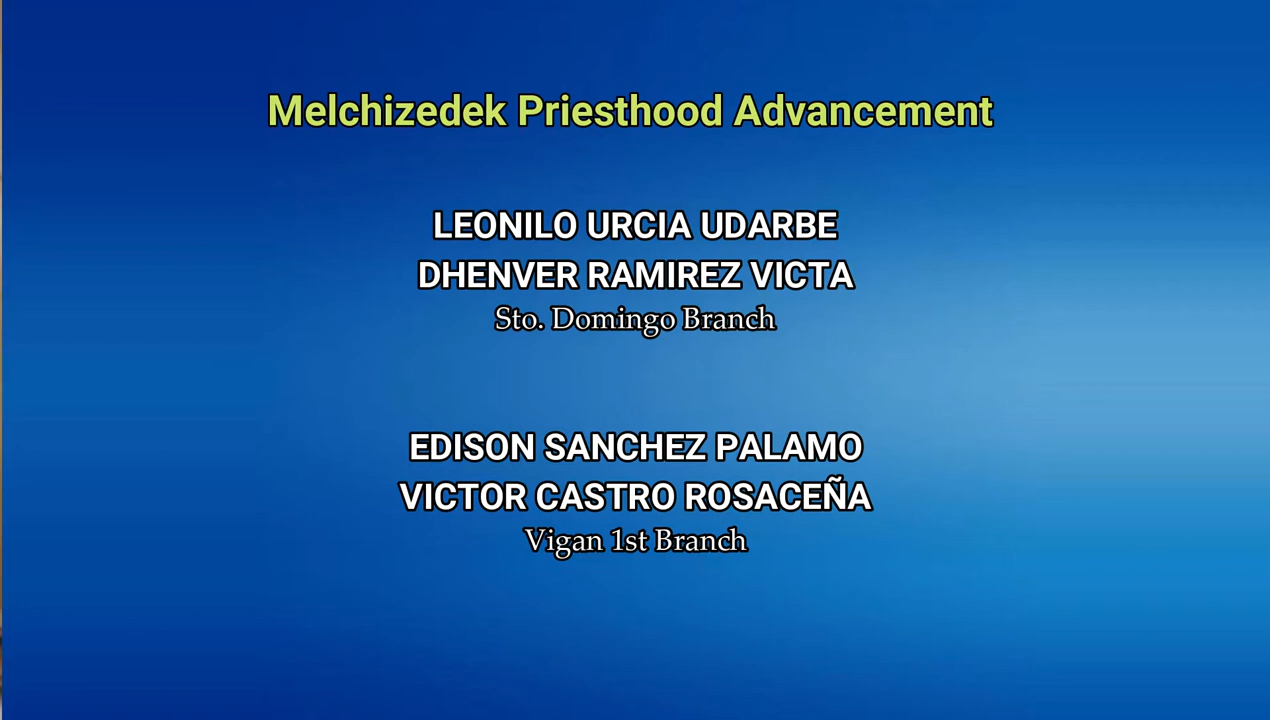 Melchizedek Priesthood Advancement
LEONILO URCIA UDARBE
DHENVER RAMIREZ VICTA
Sto. Domingo Branch
EDISON SANCHEZ PALAMO
VICTOR CASTRO ROSACEÑA
Vigan 1st Branch